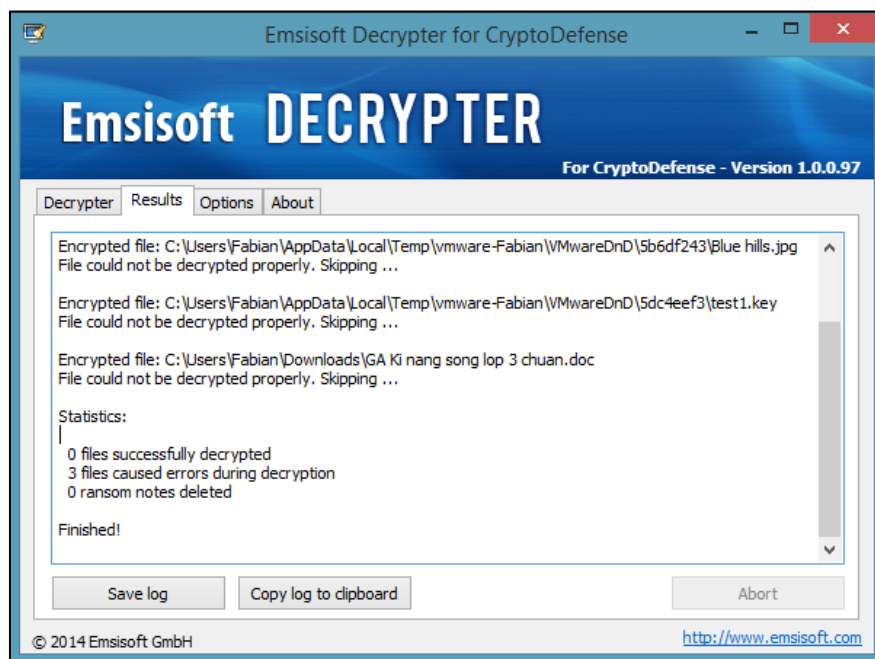 Emsisoft Decrypter for CryptoDefense
Emsisoft DECRYPTER
For CryptoDefense - Version 1.0.0.97
Decrypter Results Options About
Encrypted file: C:\Users\Fabian\AppData\Local\Temp\vmware-Fabian\VMwareDnD\5b6df243\Blue hills.jpg
File could not be decrypted properly. Skipping ...
Encrypted file: C:\Users\Fabian\AppData\Local\Temp\vmware-Fabian\VMwareDnD\5dc4eef3\test1.key
File could not be decrypted properly. Skipping ...
Encrypted file: C:\Users\Fabian\Downloads\GA Ki nang song lop 3 chuan.doc
File could not be decrypted properly. Skipping ...
Statistics:
0 files successfully decrypted
3 files caused errors during decryption
0 ransom notes deleted
Finished!
Save log Copy log to clipboard Abort
© 2014 Emsisoft GmbH http://www.emsisoft.com